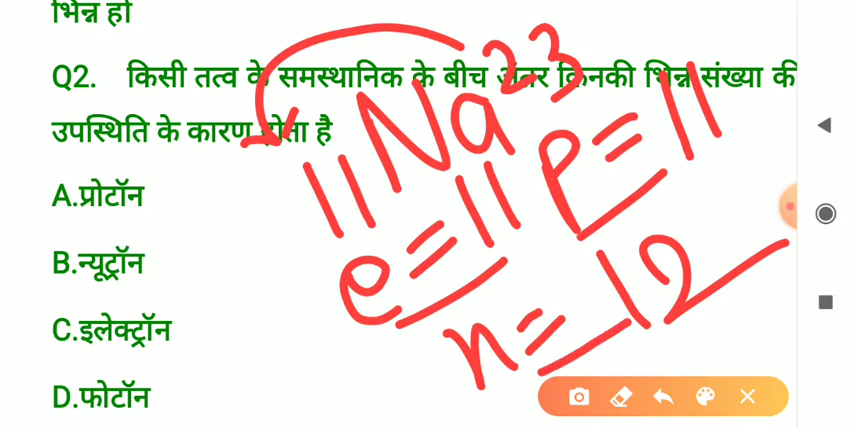 भिन्न हो
Q2. किसी तत्व के समस्थानिक के बीच अंतर किनकी भिन्न संख्या की
उपस्थिति के कारण होता है
11Na23
e=11 P=11
n=12
A.प्रोटॉन
B.न्यूट्रॉन
C.इलेक्ट्रॉन
D.फोटॉन